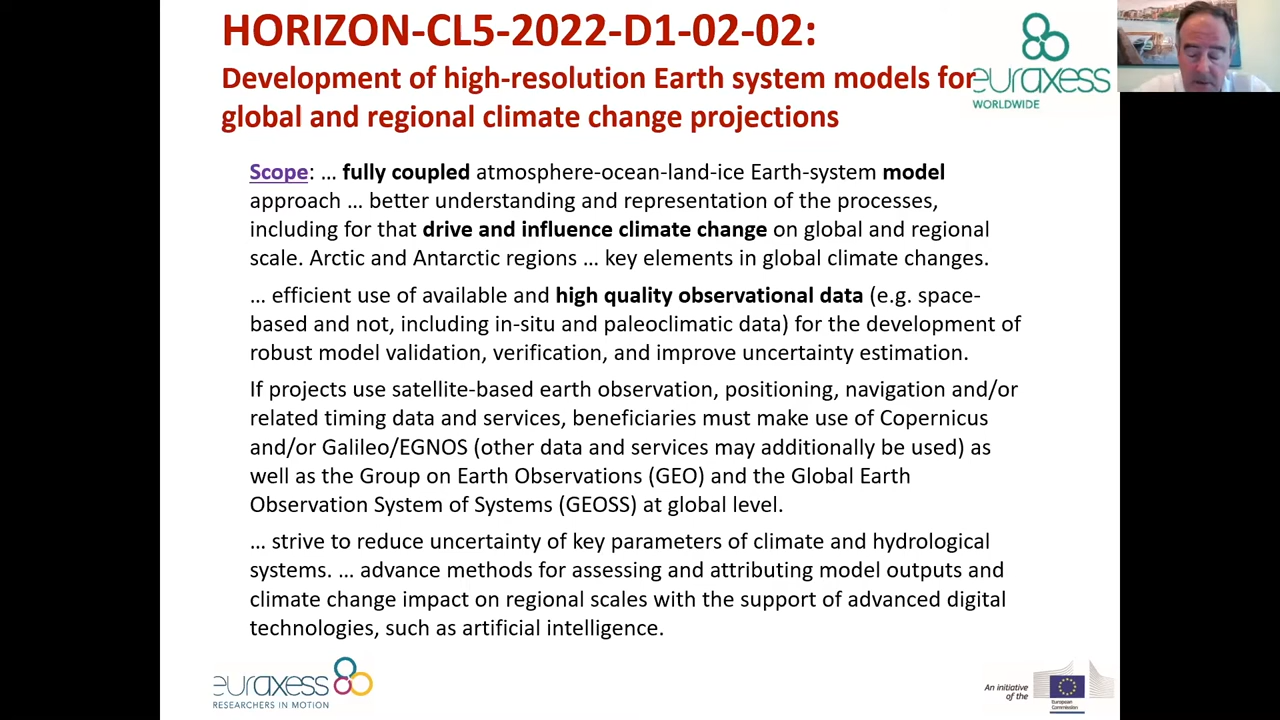 HORIZON-CL5-2022-D1-02-02:
Development of high-resolution Earth system models for
global and regional climate change projections
euraxess
WORLDWIDE
Scope: … fully coupled atmosphere-ocean-land-ice Earth-system model
approach … better understanding and representation of the processes,
including for that drive and influence climate change on global and regional
scale. Arctic and Antarctic regions … key elements in global climate changes.
… efficient use of available and high quality observational data (e.g. space-
based and not, including in-situ and paleoclimatic data) for the development of
robust model validation, verification, and improve uncertainty estimation.
If projects use satellite-based earth observation, positioning, navigation and/or
related timing data and services, beneficiaries must make use of Copernicus
and/or Galileo/EGNOS (other data and services may additionally be used) as
well as the Group on Earth Observations (GEO) and the Global Earth
Observation System of Systems (GEOSS) at global level.
… strive to reduce uncertainty of key parameters of climate and hydrological
systems. … advance methods for assessing and attributing model outputs and
climate change impact on regional scales with the support of advanced digital
technologies, such as artificial intelligence.
euraxess
RESEARCHERS IN MOTION
An initiative
of the
European
Commission